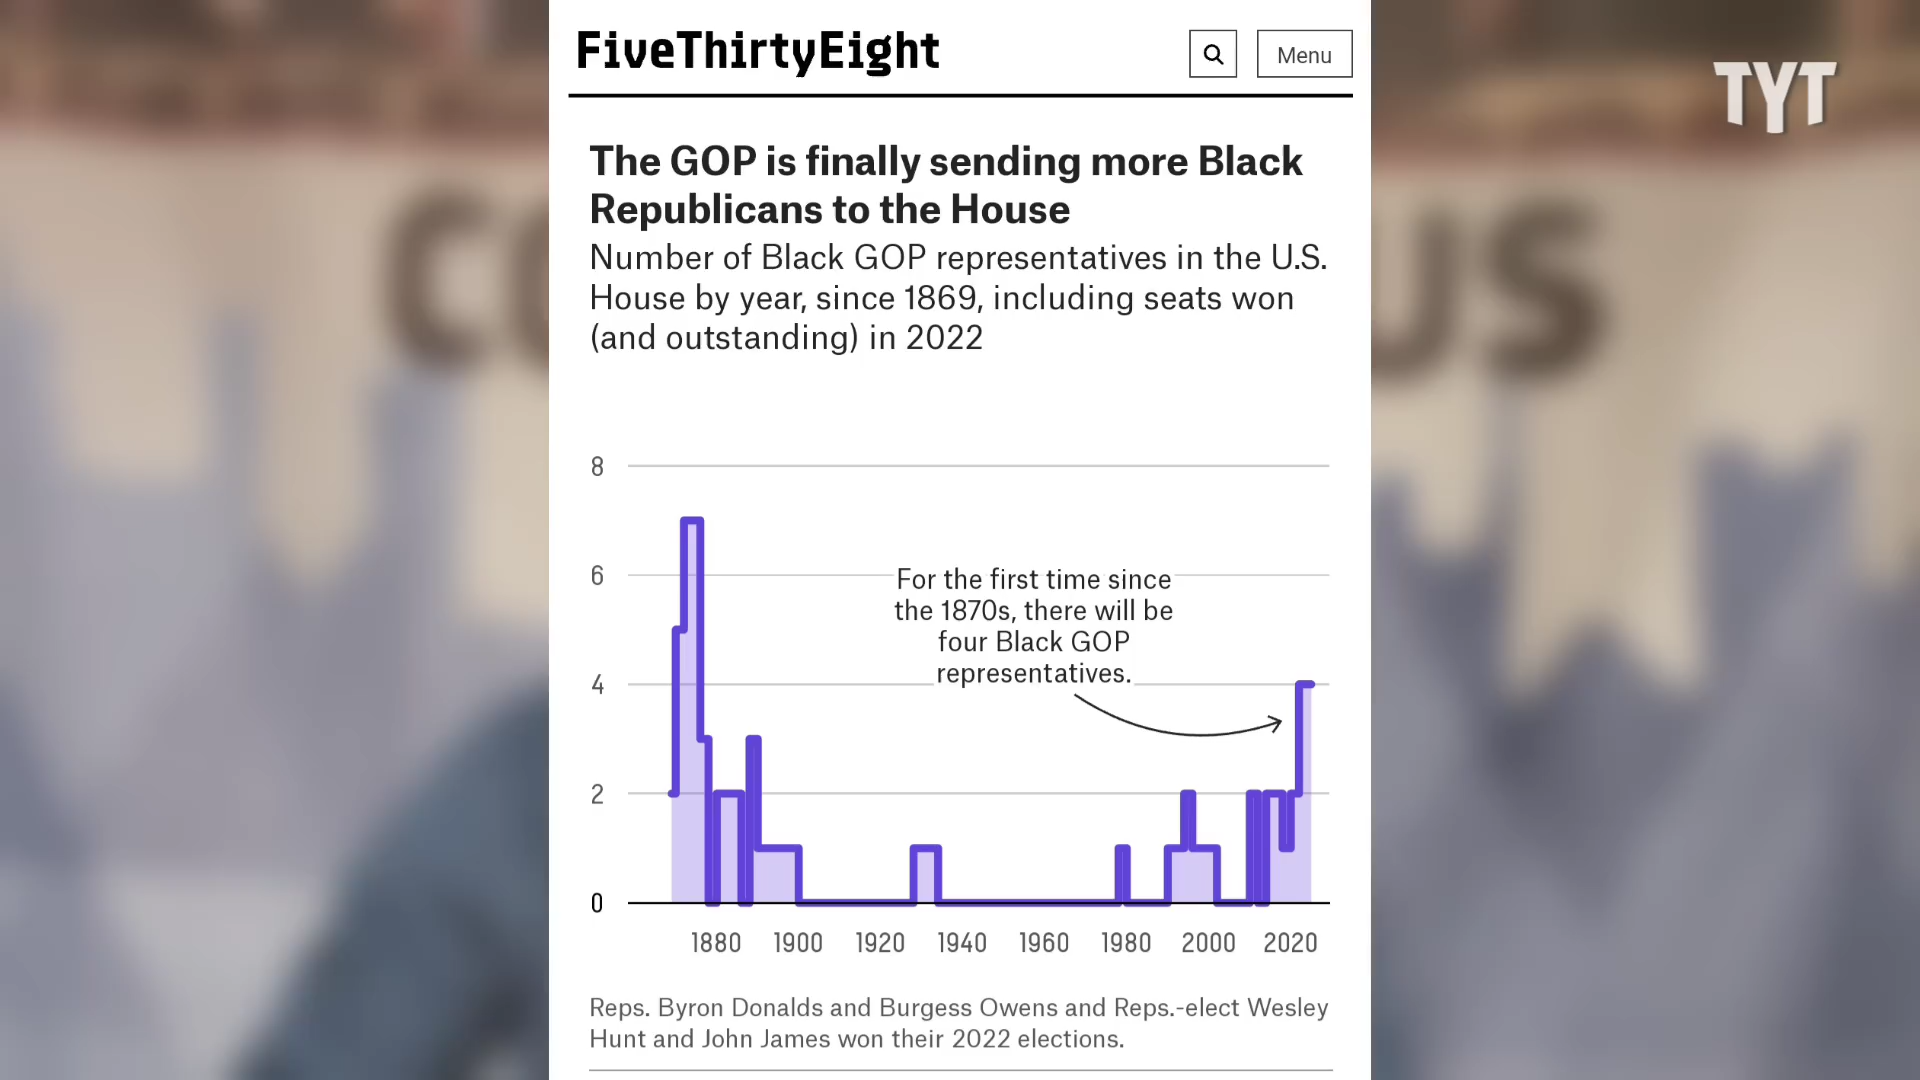 FiveThirtyEight
Menu
TYT
CO
US
The GOP is finally sending more Black
Republicans to the House
Number of Black GOP representatives in the U.S.
House by year, since 1869, including seats won
(and outstanding) in 2022
8
6
4
2
0
For the first time since
the 1870s, there will be
four Black GOP
representatives.
1880 1900 1920 1940 1960 1980 2000 2020
Reps. Byron Donalds and Burgess Owens and Reps.-elect Wesley
Hunt and John James won their 2022 elections.